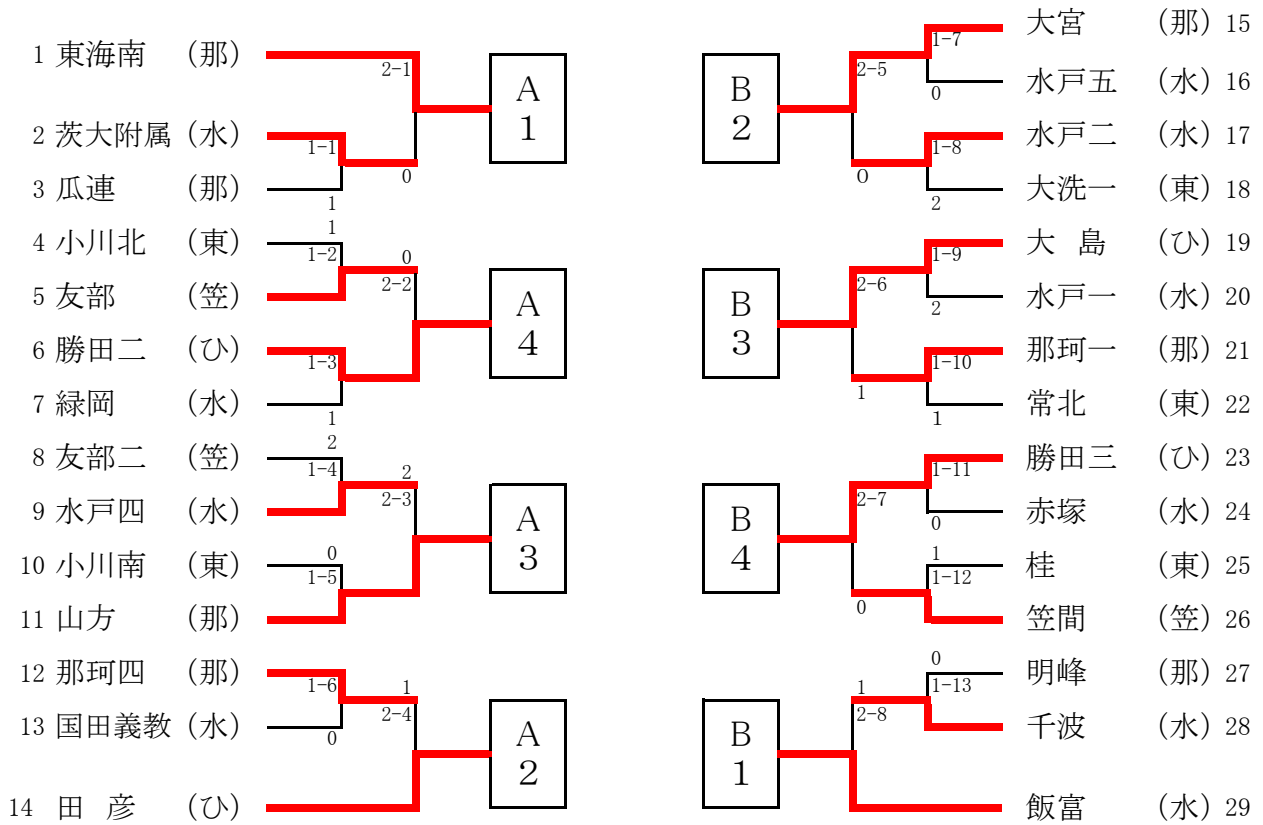 1 東海南 （那）
2-1
A
1
2 茨大附属（水）
1-1
0
3 瓜連 （那）
1
4 小川北 （東）
1
1-2
0
2-2
5 友部 （笠）
A
4
6 勝田二 （ひ）
1-3
7 緑岡 （水）
1
8 友部二 （笠）
2
1-4
2
2-3
9 水戸四 （水）
A
3
10 小川南 （東）
0
1-5
11 山方 （那）
12 那珂四 （那）
1-6
1
2-4
13 国田義教（水）
0
A
2
14 田 彦 （ひ）
大宮 （那）15
1-7
2-5
B
2
水戸五 （水）16
0
水戸二 （水）17
1-8
0
大洗一 （東）18
2
大 島 （ひ）19
1-9
2-6
B
3
水戸一 （水）20
2
那珂一 （那）21
1-10
1
常北 （東）22
1
勝田三 （ひ）23
1-11
2-7
B
4
赤塚 （水）24
0
桂 （東）25
1
1-12
0
笠間 （笠）26
明峰 （那）27
0
1-13
1
2-8
千波 （水）28
B
1
飯富 （水）29